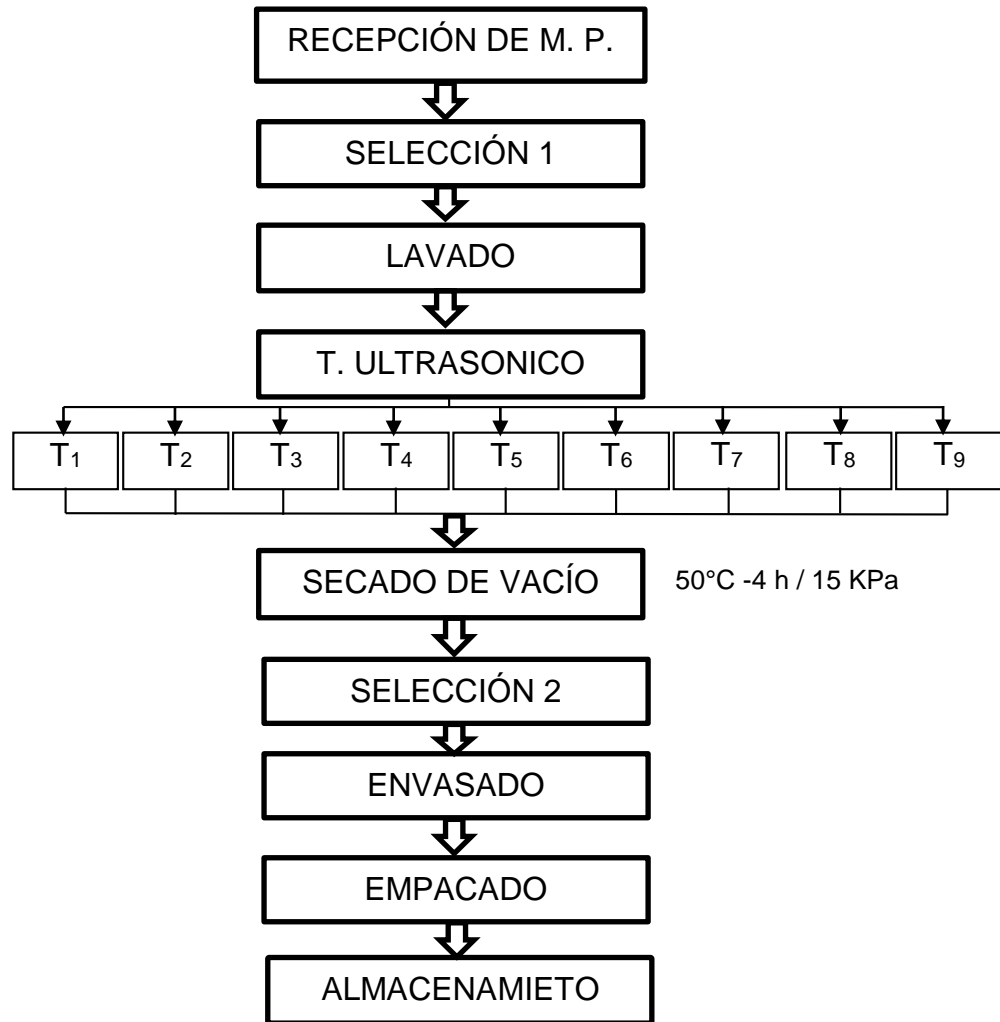 RECEPCIÓN DE M. P.
SELECCIÓN 1
LAVADO
T. ULTRASONICO
T1 T2 T3 T4 T5 T6 T7 T8 T9
SECADO DE VACÍO 50°C -4 h / 15 KPa
SELECCIÓN 2
ENVASADO
EMPACADO
ALMACENAMIETO